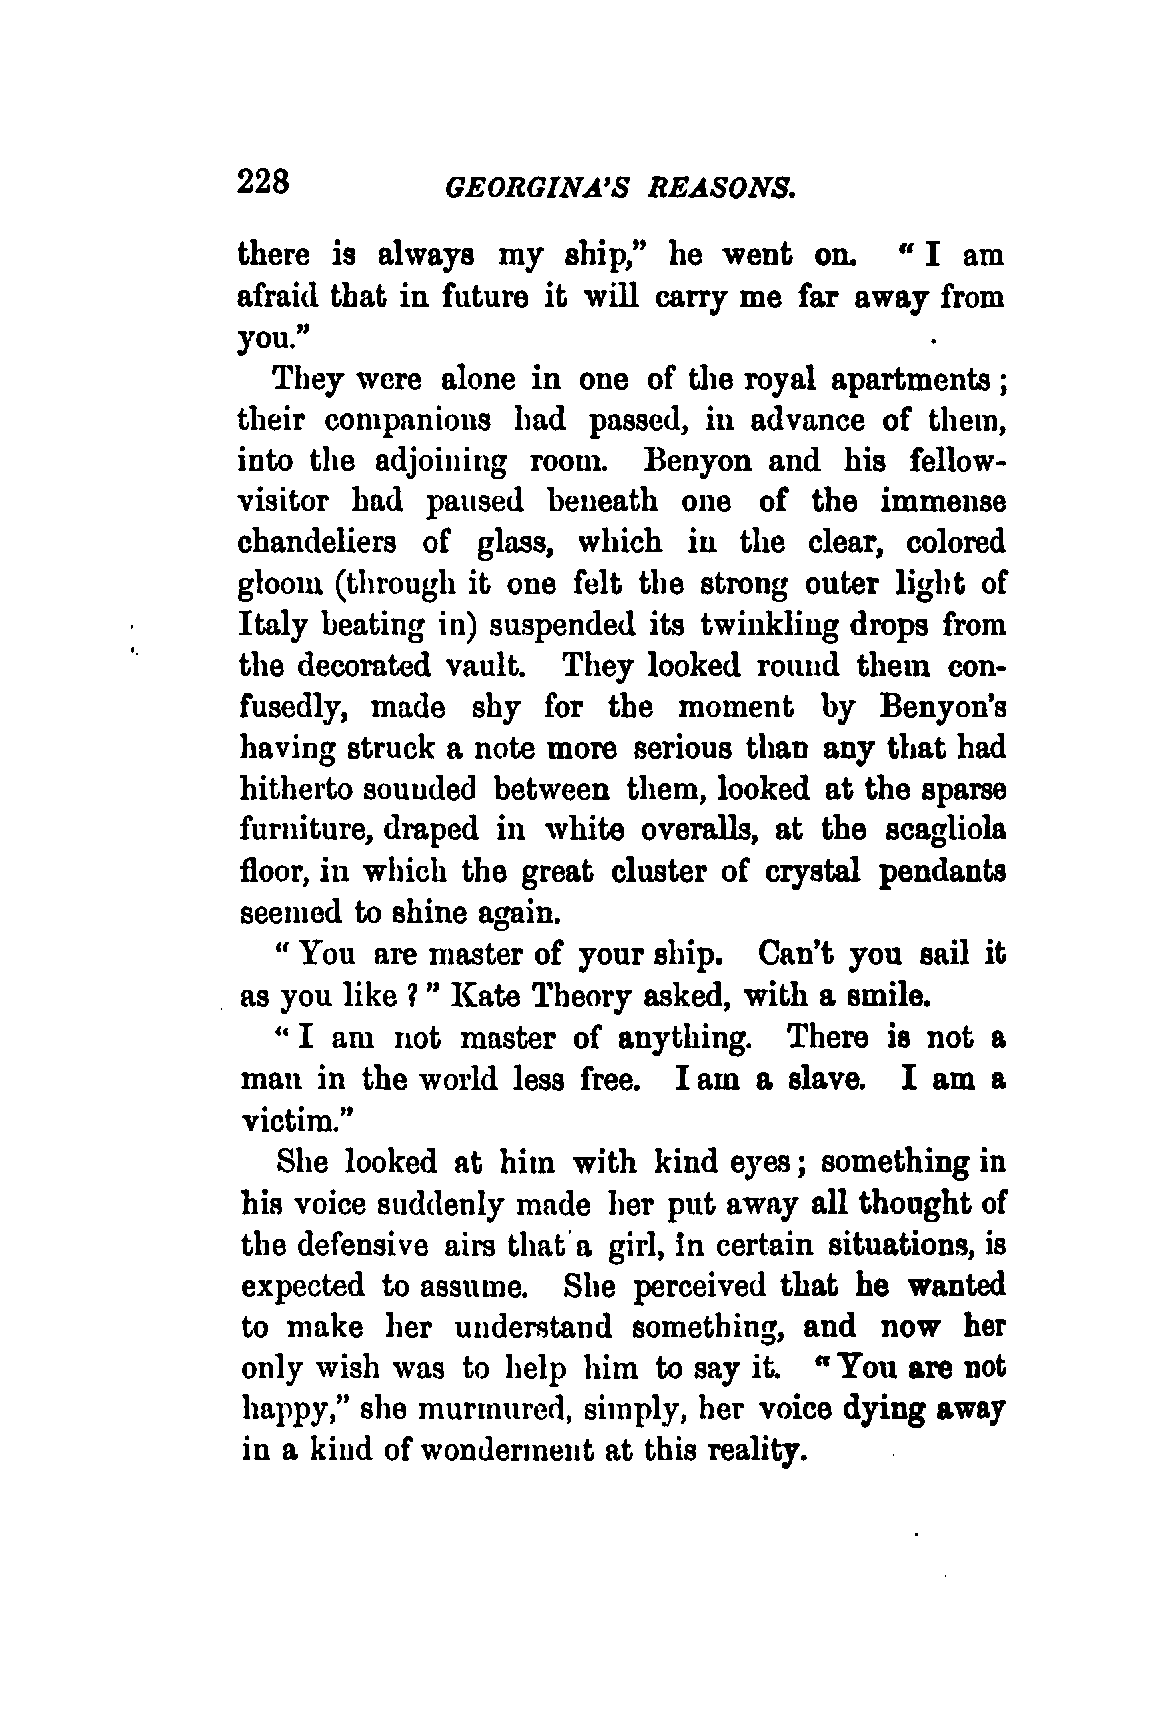 228 GEORGINA'S REASONS.
there is always my ship," he went on. "I am
afraid that in future it will carry me far away from
you."
They were alone in one of the royal apartments;
their companions had passed, in advance of them,
into the adjoining room. Benyon and his fellow-
visitor had paused beneath one of the immense
chandeliers of glass, which in the clear, colored
gloom (through it one felt the strong outer light of
Italy beating in) suspended its twinkling drops from
the decorated vault. They looked round them con-
fusedly, made shy for the moment by Benyon's
having struck a note more serious than any that had
hitherto sounded between them, looked at the sparse
furniture, draped in white overalls, at the scagliola
floor, in which the great cluster of crystal pendants
seemed to shine again.
"You are master of your ship. Can't you sail it
as you like?" Kate Theory asked, with a smile.
"I am not master of anything. There is not a
man in the world less free. I am a slave. I am a
victim."
She looked at him with kind eyes; something in
his voice suddenly made her put away all thought of
the defensive airs that a girl, in certain situations, is
expected to assume. She perceived that he wanted
to make her understand something, and now her
only wish was to help him to say it. "You are not
happy," she murmured, simply, her voice dying away
in a kind of wonderment at this reality.